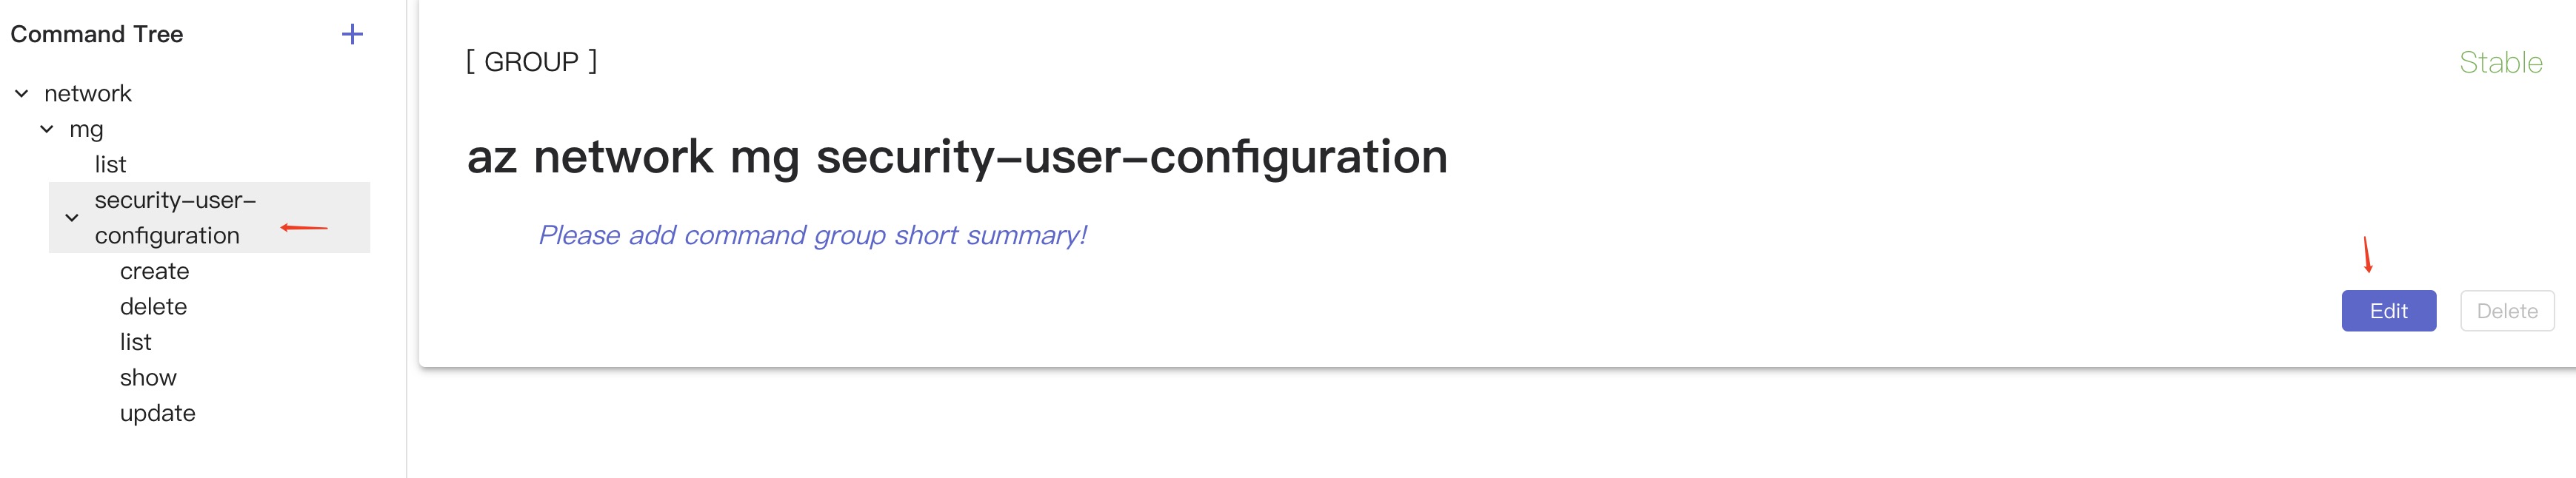 Command Tree
network
mg
list
security-user-
configuration
create
delete
list
show
update
[ GROUP ]
Stable
az network mg security-user-configuration
Please add command group short summary!
Edit
Delete